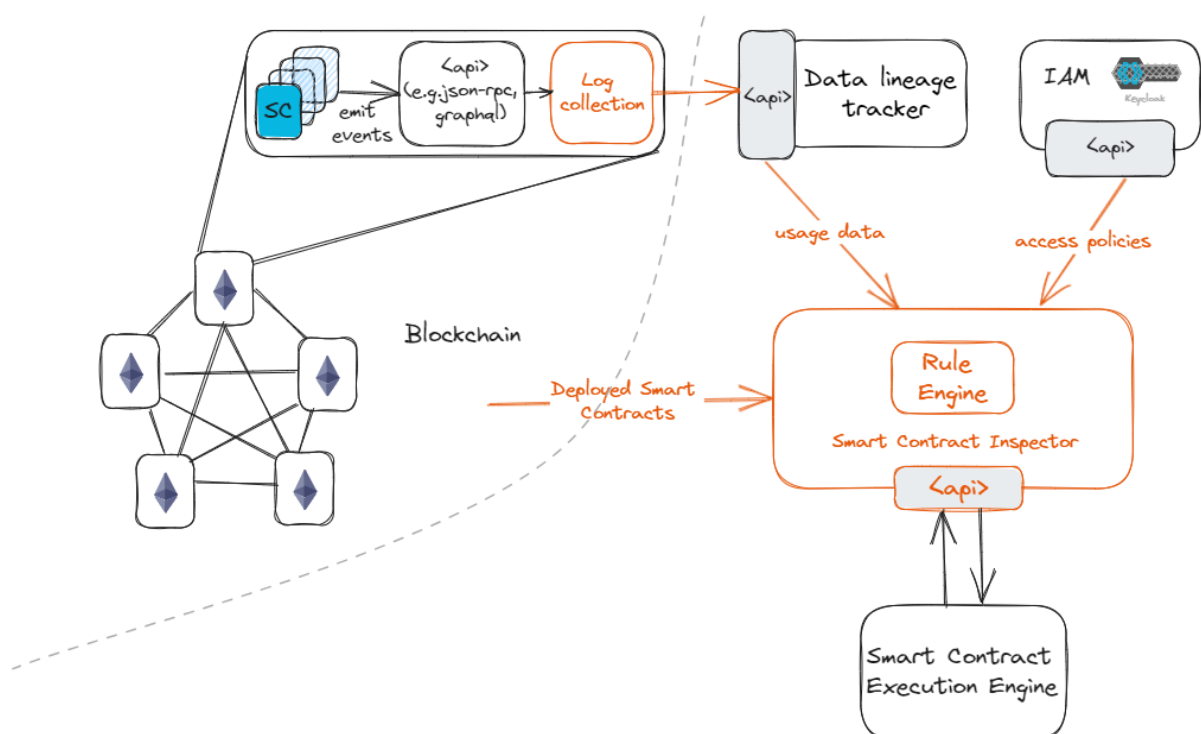 SC
emit
events
<api>
(e.g.json-rpc,
graphql)
Log
collection
<api>
Data lineage
tracker
IAM
Keycloak
<api>
usage data
access policies
Blockchain
Deployed Smart
Contracts
Rule
Engine
Smart Contract Inspector
<api>
Smart Contract
Execution Engine